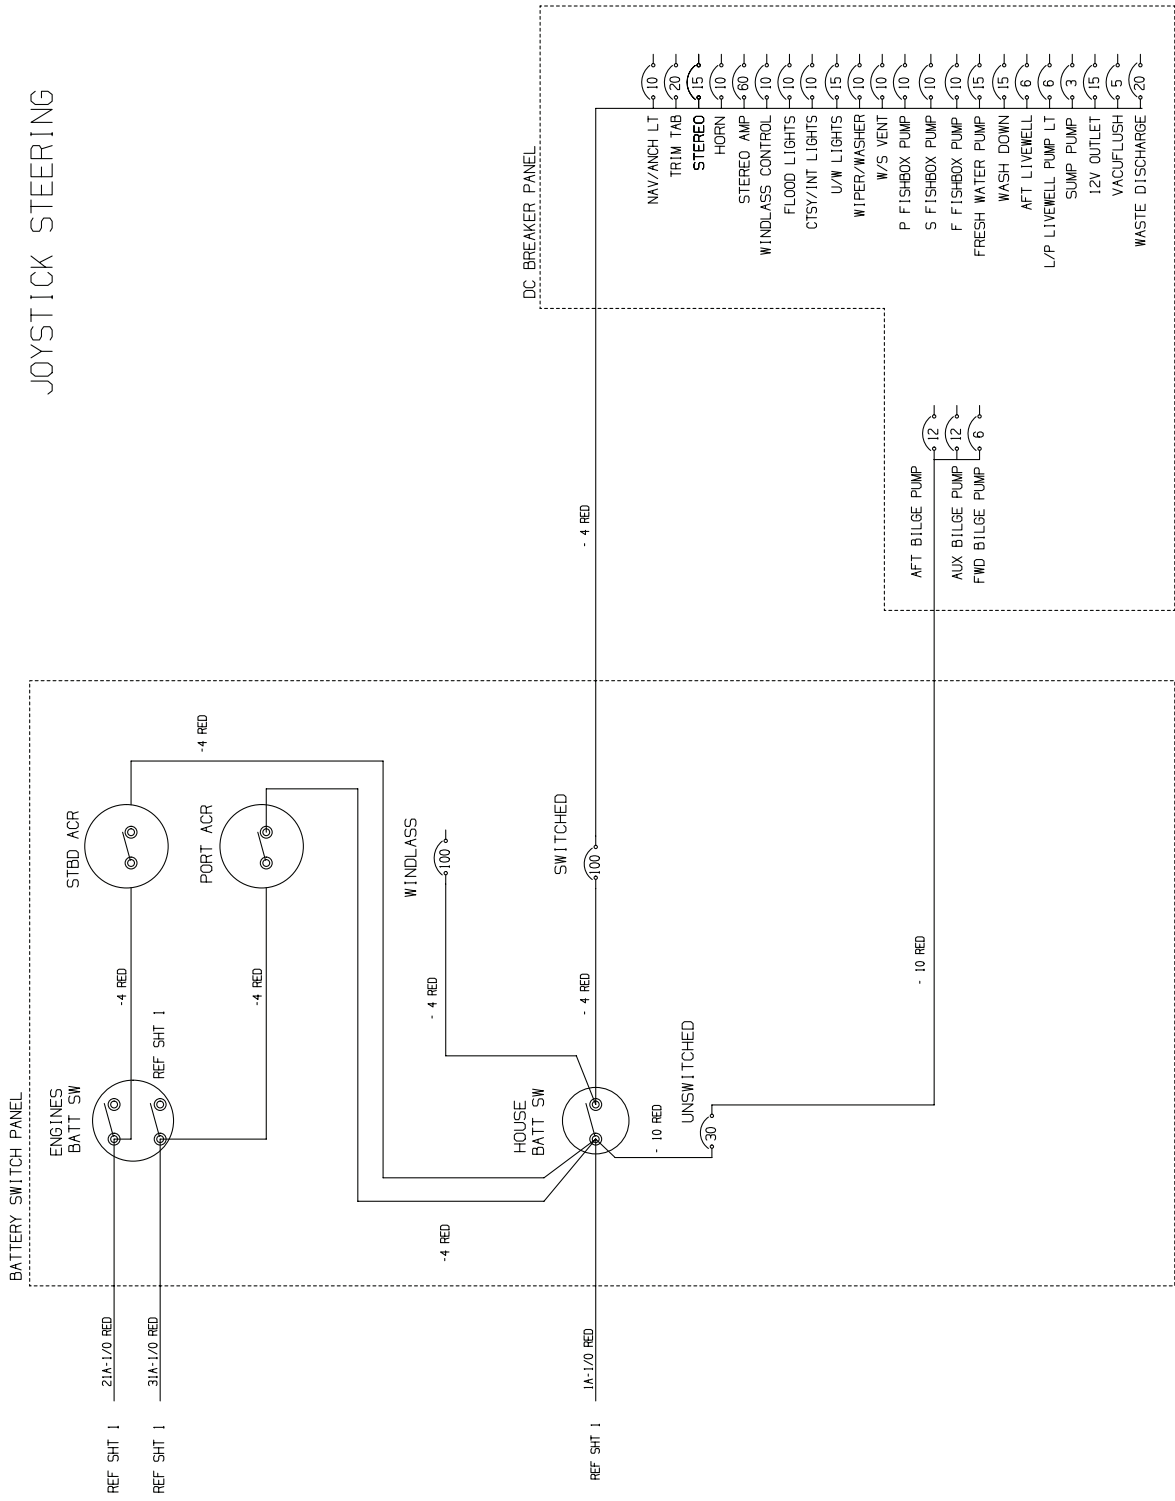 JOYSTICK STEERING
BATTERY SWITCH PANEL
REF SHT 1
21A-1/0 RED
REF SHT 1
31A-1/0 RED
ENGINES
BATT SW
REF SHT 1
-4 RED
-4 RED
STBD ACR
PORT ACR
-4 RED
-4 RED
WINDLASS
100
- 4 RED
REF SHT 1
1A-1/0 RED
HOUSE
BATT SW
- 4 RED
SWITCHED
100
- 4 RED
- 10 RED
UNSWITCHED
30
- 10 RED
DC BREAKER PANEL
AFT BILGE PUMP 12
AUX BILGE PUMP 12
FWD BILGE PUMP 6
NAV/ANCH LT 10
TRIM TAB 20
STEREO 15
HORN 10
STEREO AMP 60
WINDLASS CONTROL 10
FLOOD LIGHTS 10
CTSY/INT LIGHTS 10
U/W LIGHTS 15
WIPER/WASHER 10
W/S VENT 10
P FISHBOX PUMP 10
S FISHBOX PUMP 10
F FISHBOX PUMP 10
FRESH WATER PUMP 15
WASH DOWN 15
AFT LIVEWELL 6
L/P LIVEWELL PUMP LT 6
SUMP PUMP 3
12V OUTLET 15
VACUFLUSH 5
WASTE DISCHARGE 20